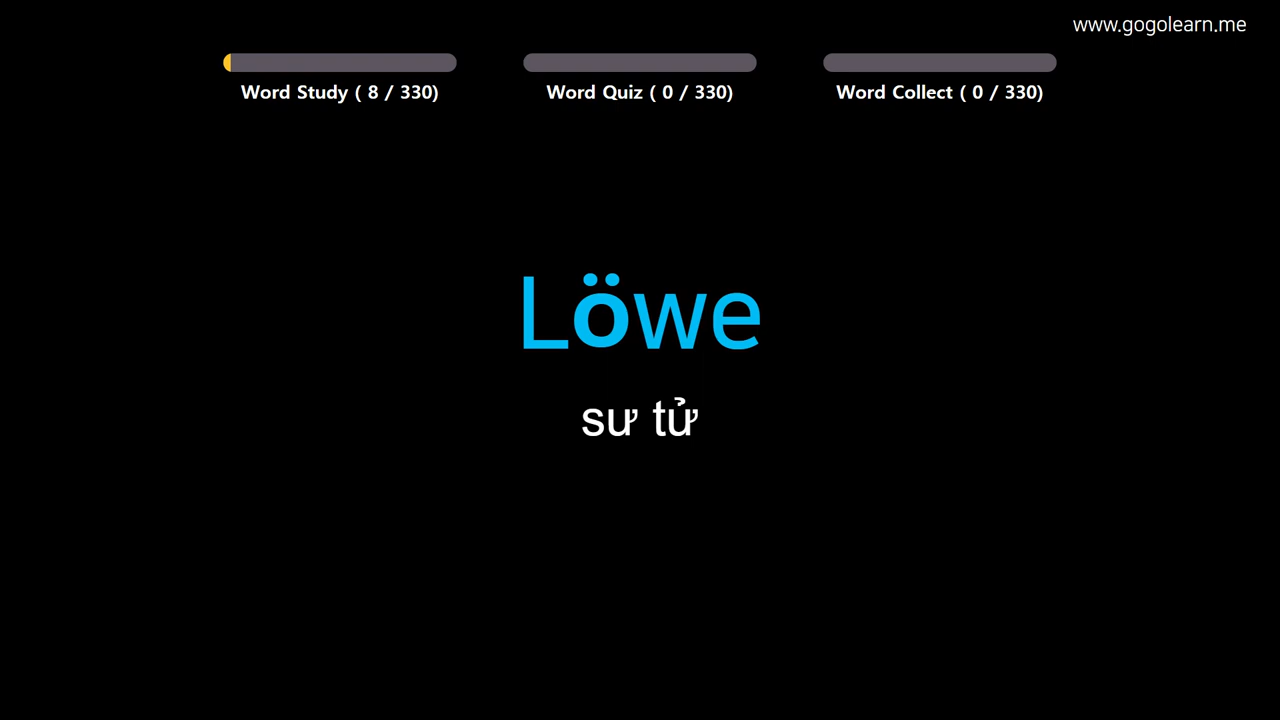 www.gogolearn.me
Word Study ( 8 / 330)
Word Quiz ( 0 / 330)
Word Collect ( 0 / 330)
Löwe
sư tử